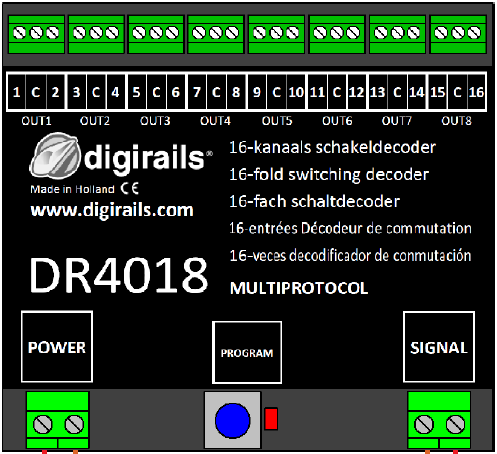 1 C 2 3 C 4 5 C 6 7 C 8 9 C 10 11 C 12 13 C 14 15 C 16
OUT1 OUT2 OUT3 OUT4 OUT5 OUT6 OUT7 OUT8
digirails®
Made in Holland CE
www.digirails.com
16-kanaals schakeldecoder
16-fold switching decoder
16-fach schaltdecoder
16-entrées Décodeur de commutation
16-veces decodificador de conmutación
DR4018
MULTIPROTOCOL
POWER
PROGRAM
SIGNAL